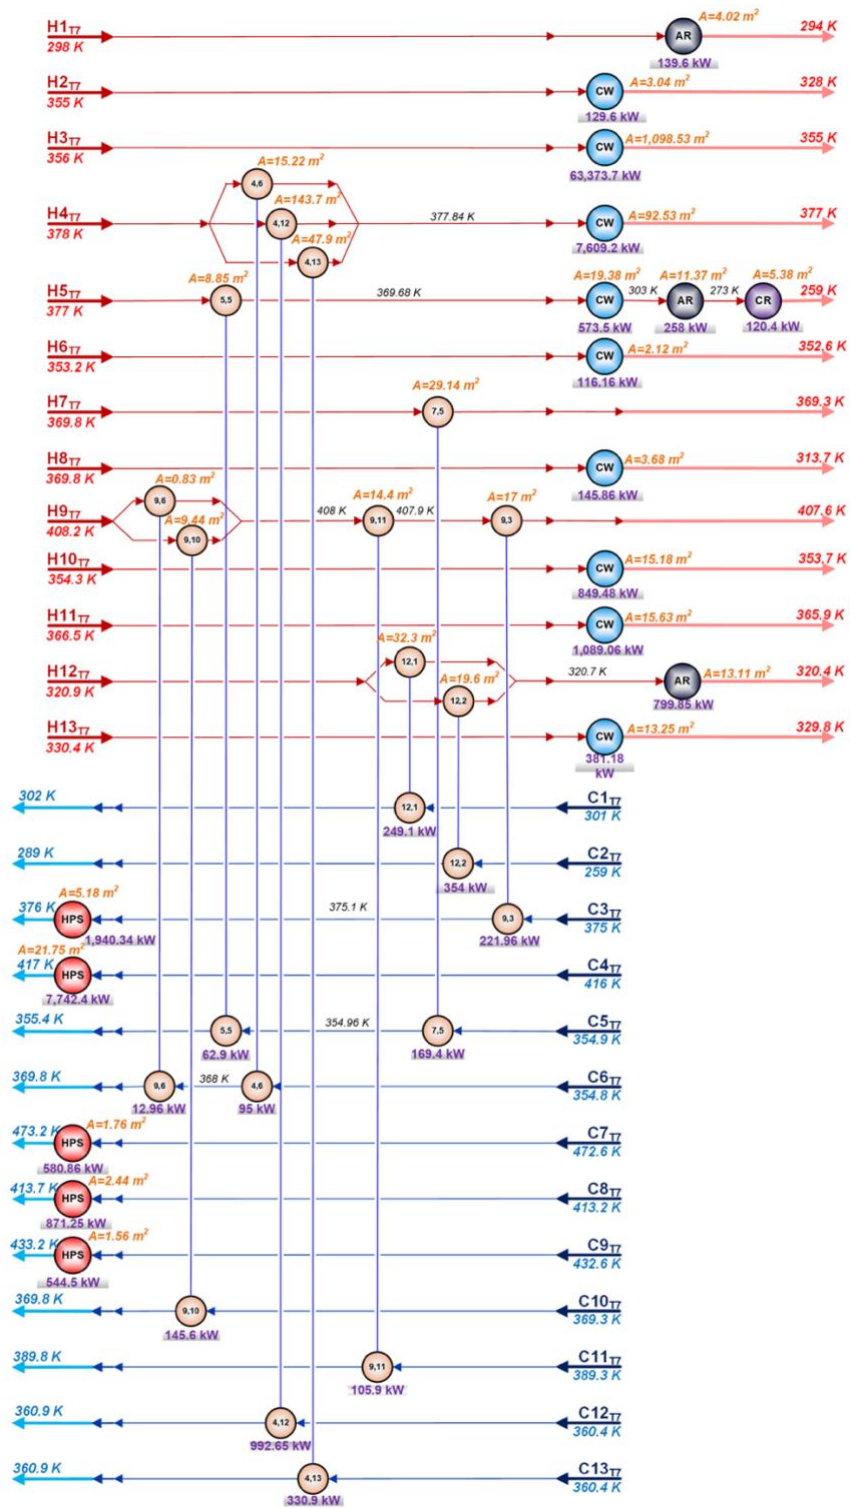 A=4.02 m²
H1T7
298 K
AR
294 K
139.6 kW
H2T7
355 K
CW
A=3.04 m²
328 K
129.6 kW
H3T7
356 K
CW
A=1,098.53 m²
355 K
63,373.7 kW
A=15.22 m²
4,6
A=143.7 m²
H4T7
378 K
4,12
377.84 K
CW
A=92.53 m²
377 K
7,609.2 kW
A=47.9 m²
4,13
A=8.85 m²
H5T7
377 K
5,5
369.68 K
A=19.38 m²
CW
573.5 kW
303 K
A=11.37 m²
AR
258 kW
273 K
A=5.38 m²
CR
120.4 kW
259 K
H6T7
353.2 K
CW
A=2.12 m²
352.6 K
116.16 kW
A=29.14 m²
H7T7
369.8 K
7,5
369.3 K
H8T7
369.8 K
CW
A=3.68 m²
313.7 K
145.86 kW
A=0.83 m²
9,6
H9T7
408.2 K
A=9.44 m²
9,10
408 K
A=14.4 m²
9,11
407.9 K
A=17 m²
9,3
407.6 K
H10T7
354.3 K
CW
A=15.18 m²
353.7 K
849.48 kW
H11T7
366.5 K
CW
A=15.63 m²
365.9 K
1,089.06 kW
A=32.3 m²
12,1
H12T7
320.9 K
A=19.6 m²
12,2
320.7 K
AR
A=13.11 m²
320.4 K
799.85 kW
H13T7
330.4 K
CW
A=13.25 m²
329.8 K
381.18
kW
302 K
12,1
249.1 kW
C1T7
301 K
289 K
12,2
354 kW
C2T7
259 K
A=5.18 m²
376 K
HPS
1,940.34 kW
375.1 K
9,3
221.96 kW
C3T7
375 K
A=21.75 m²
417 K
HPS
7,742.4 kW
C4T7
416 K
355.4 K
5,5
62.9 kW
354.96 K
7,5
169.4 kW
C5T7
354.9 K
369.8 K
9,6
12.96 kW
368 K
4,6
95 kW
C6T7
354.8 K
473.2 K
HPS
A=1.76 m²
580.86 kW
C7T7
472.6 K
413.7 K
HPS
A=2.44 m²
871.25 kW
C8T7
413.2 K
433.2 K
HPS
A=1.56 m²
544.5 kW
C9T7
432.6 K
369.8 K
9,10
145.6 kW
C10T7
369.3 K
389.8 K
9,11
105.9 kW
C11T7
389.3 K
360.9 K
4,12
992.65 kW
C12T7
360.4 K
360.9 K
4,13
330.9 kW
C13T7
360.4 K